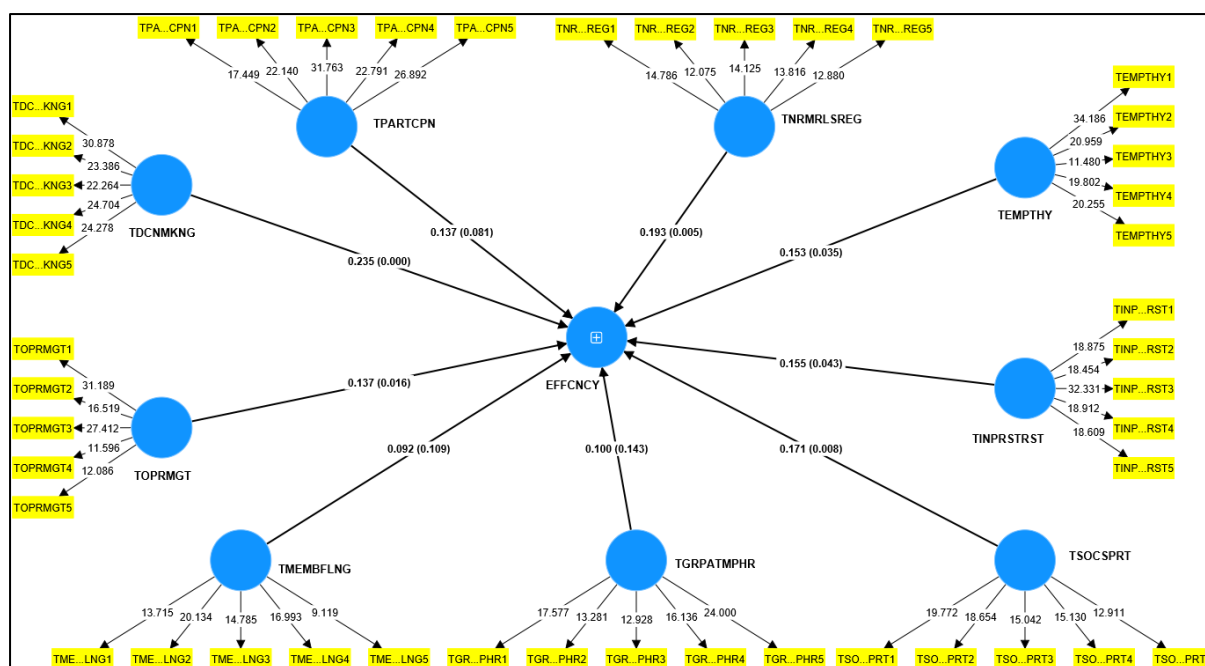 TPA...CPN1
TPA...CPN2
TPA...CPN3
TPA...CPN4
TPA...CPN5
17.449
22.140
31.763
22.791
26.892
TPARTCPN
TNR...REG1
TNR...REG2
TNR...REG3
TNR...REG4
TNR...REG5
14.786
12.075
14.125
13.816
12.880
TNRMRLSREG
TDC...KNG1
TDC...KNG2
TDC...KNG3
TDC...KNG4
TDC...KNG5
30.878
23.386
22.264
24.704
24.278
TDCNMKNG
TEMPTHY1
TEMPTHY2
TEMPTHY3
TEMPTHY4
TEMPTHY5
34.186
20.959
11.480
19.802
20.255
TEMPTHY
0.137 (0.081)
0.193 (0.005)
0.235 (0.000)
0.153 (0.035)
EFFCNCY
0.137 (0.016)
0.155 (0.043)
0.092 (0.109)
0.100 (0.143)
0.171 (0.008)
TOPRMGT1
TOPRMGT2
TOPRMGT3
TOPRMGT4
TOPRMGT5
31.189
16.519
27.412
11.596
12.086
TOPRMGT
TINP...RST1
TINP...RST2
TINP...RST3
TINP...RST4
TINP...RST5
18.875
18.454
32.331
18.912
18.609
TINPRSTRST
TMEMBFLNG
13.715
20.134
14.785
16.993
9.119
TME...LNG1
TME...LNG2
TME...LNG3
TME...LNG4
TME...LNG5
TGRPATMPHR
17.577
13.281
12.928
16.136
24.000
TGR...PHR1
TGR...PHR2
TGR...PHR3
TGR...PHR4
TGR...PHR5
TSOCSPRT
19.772
18.654
15.042
15.130
12.911
TSO...PRT1
TSO...PRT2
TSO...PRT3
TSO...PRT4
TSO...PRT